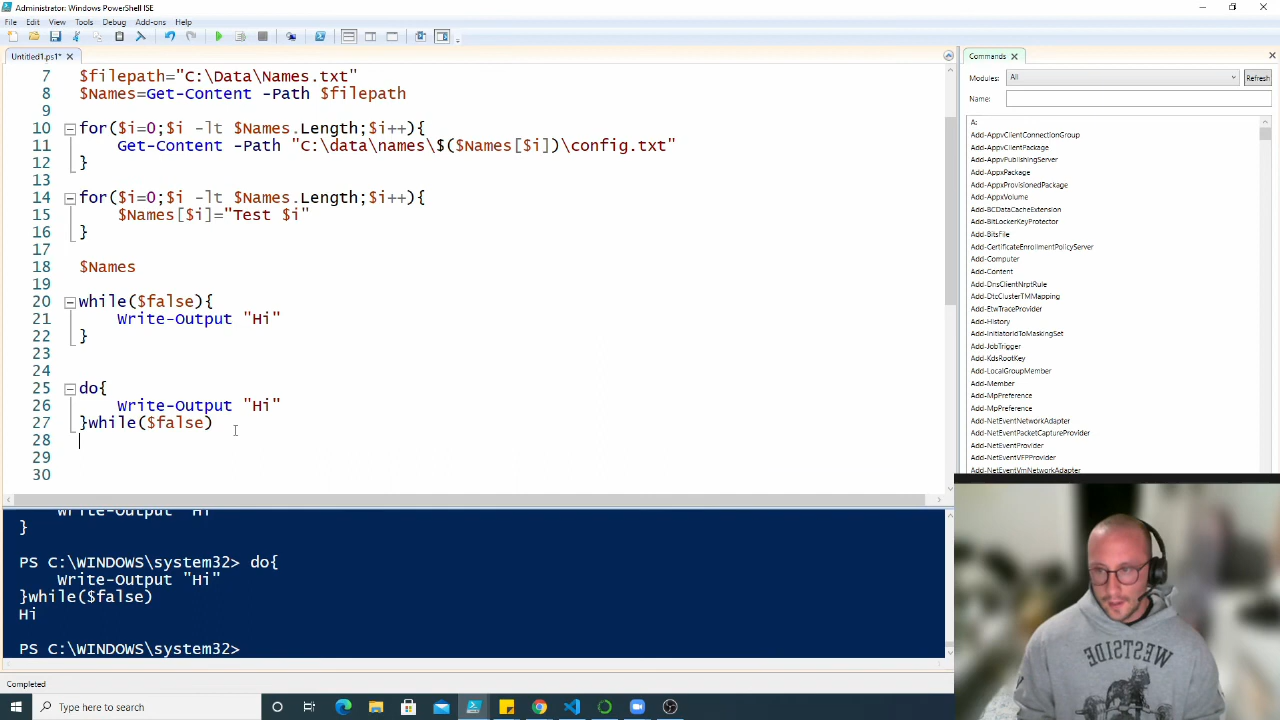 Administrator: Windows PowerShell ISE
File Edit View Tools Debug Add-ons Help
Untitled1.ps1* X
7 $filepath="C:\Data\Names.txt"
8 $Names=Get-Content -Path $filepath
9
10 for($i=0;$i -lt $Names.Length;$i++){
11 Get-Content -Path "C:\data\names\$($Names[$i])\config.txt"
12 }
13
14 for($i=0;$i -lt $Names.Length;$i++){
15 $Names[$i]="Test $i"
16 }
17
18 $Names
19
20 while($false){
21 Write-Output "Hi"
22 }
23
24
25 do{
26 Write-Output "Hi"
27 }while($false)
28
29
30
Write-Output "Hi"
}
PS C:\WINDOWS\system32> do{
Write-Output "Hi"
}while($false)
Hi
PS C:\WINDOWS\system32>
Completed
Commands X
Modules: All Refresh
Name:
A:
Add-AppvClientConnectionGroup
Add-AppvClientPackage
Add-AppvPublishingServer
Add-AppxPackage
Add-AppxProvisionedPackage
Add-AppxVolume
Add-BCDataCacheExtension
Add-BitLockerKeyProtector
Add-BitsFile
Add-CertificateEnrollmentPolicyServer
Add-Computer
Add-Content
Add-DnsClientNrptRule
Add-DtcClusterTMMapping
Add-EtwTraceProvider
Add-History
Add-InitiatorIdToMaskingSet
Add-JobTrigger
Add-KdsRootKey
Add-LocalGroupMember
Add-Member
Add-MpPreference
Add-MpPreference
Add-NetEventNetworkAdapter
Add-NetEventPacketCaptureProvider
Add-NetEventProvider
Add-NetEventVFPProvider
Add-NetEventVmNetworkAdapter
WESTSIDE
Type here to search